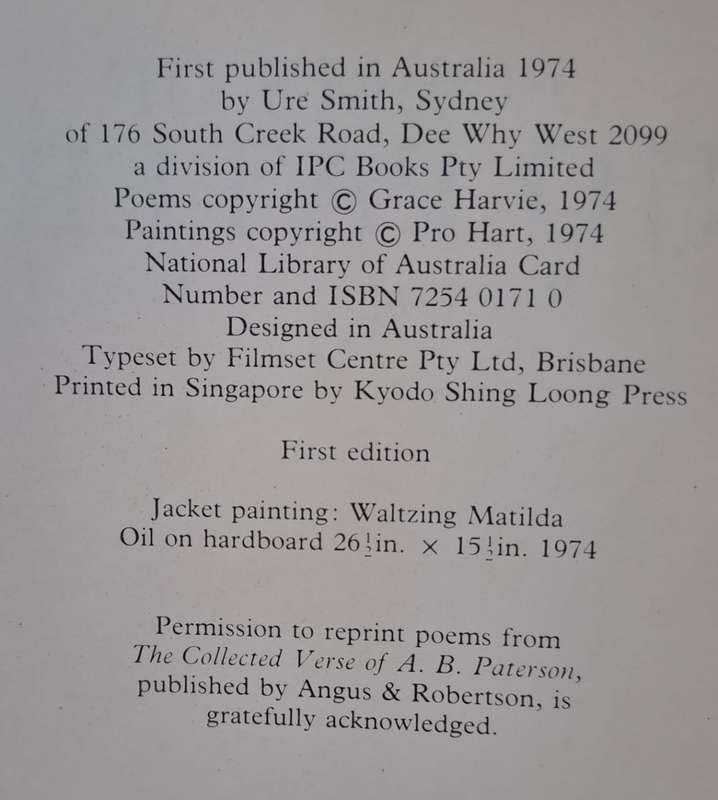 First published in Australia 1974
by Ure Smith, Sydney
of 176 South Creek Road, Dee Why West 2099
a division of IPC Books Pty Limited
Poems copyright © Grace Harvie, 1974
Paintings copyright © Pro Hart, 1974
National Library of Australia Card
Number and ISBN 7254 0171 0
Designed in Australia
Typeset by Filmset Centre Pty Ltd, Brisbane
Printed in Singapore by Kyodo Shing Loong Press
First edition
Jacket painting: Waltzing Matilda
Oil on hardboard 26½in. × 15½in. 1974
Permission to reprint poems from
The Collected Verse of A. B. Paterson,
published by Angus & Robertson, is
gratefully acknowledged.